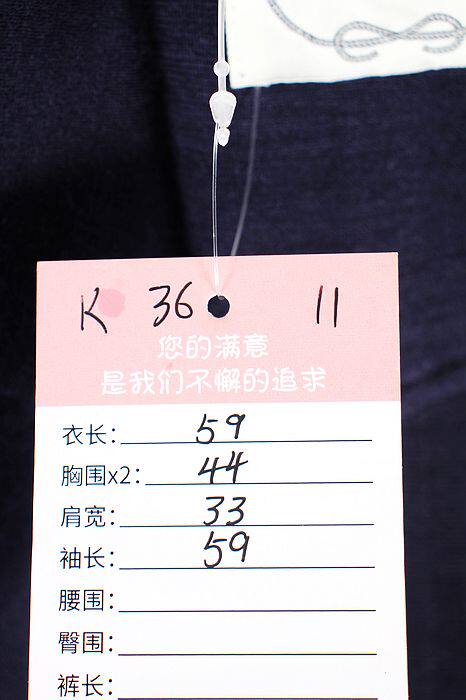 K 36 11
您的满意
是我们不懈的追求
衣长: 59
胸围x2: 44
肩宽: 33
袖长: 59
腰围:
臀围:
裤长: